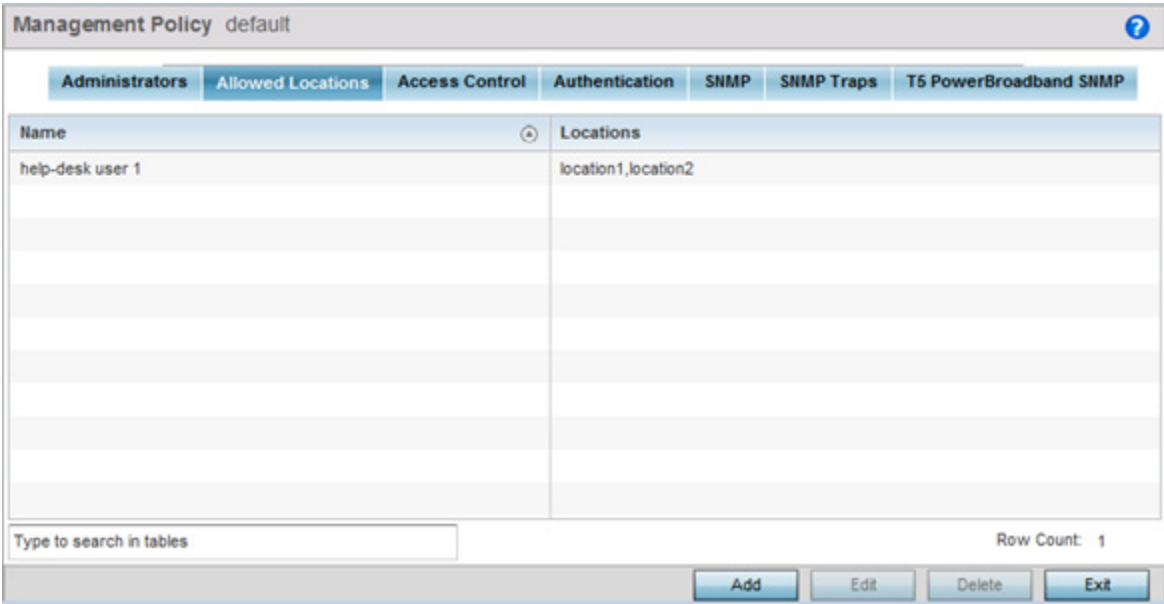 Management Policy default
?
Administrators Allowed Locations Access Control Authentication SNMP SNMP Traps T5 PowerBroadband SNMP
Name Locations
help-desk user 1 location1,location2
Type to search in tables Row Count: 1
Add Edit Delete Exit